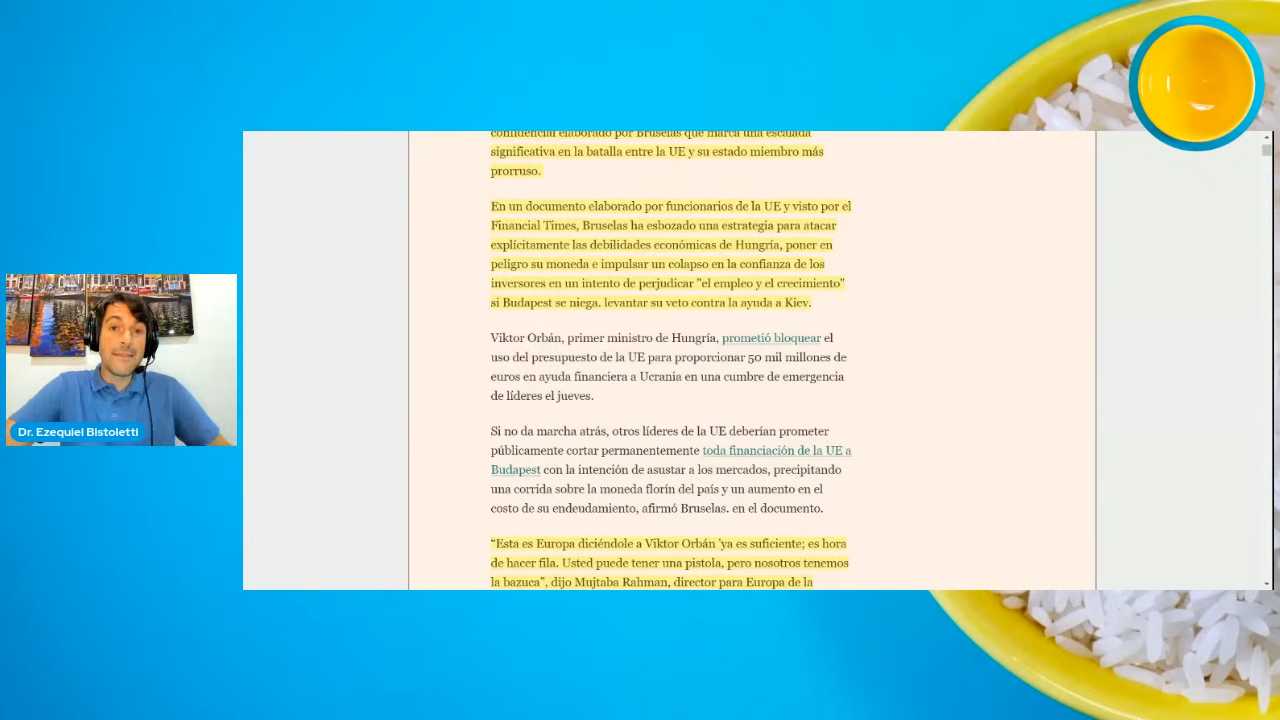 confidencial elaborado por Bruselas que marca una escalada
significativa en la batalla entre la UE y su estado miembro más
prorruso.
En un documento elaborado por funcionarios de la UE y visto por el
Financial Times, Bruselas ha esbozado una estrategia para atacar
explícitamente las debilidades económicas de Hungría, poner en
peligro su moneda e impulsar un colapso en la confianza de los
inversores en un intento de perjudicar "el empleo y el crecimiento"
si Budapest se niega. levantar su veto contra la ayuda a Kiev.
Viktor Orbán, primer ministro de Hungría, prometió bloquear el
uso del presupuesto de la UE para proporcionar 50 mil millones de
euros en ayuda financiera a Ucrania en una cumbre de emergencia
de líderes el jueves.
Si no da marcha atrás, otros líderes de la UE deberían prometer
públicamente cortar permanentemente toda financiación de la UE a
Budapest con la intención de asustar a los mercados, precipitando
una corrida sobre la moneda florín del país y un aumento en el
costo de su endeudamiento, afirmó Bruselas. en el documento.
“Esta es Europa diciéndole a Viktor Orbán 'ya es suficiente; es hora
de hacer fila. Usted puede tener una pistola, pero nosotros tenemos
la bazuca”, dijo Mujtaba Rahman, director para Europa de la
Dr. Ezequiel Bistoletti